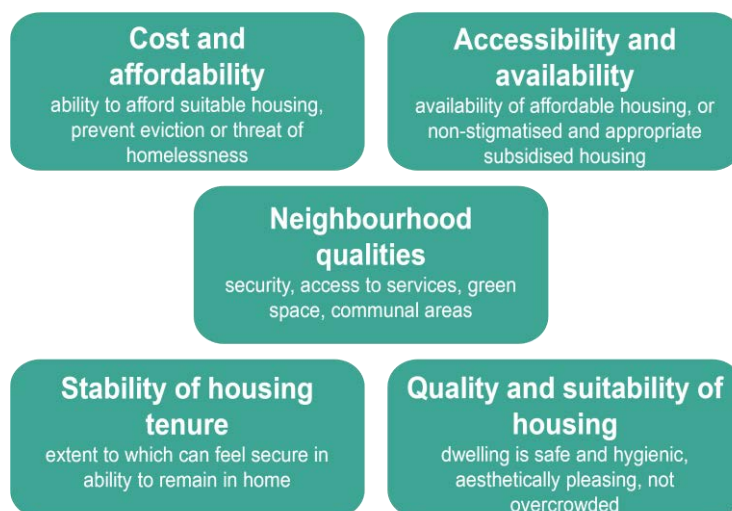 Cost and
affordability
ability to afford suitable housing,
prevent eviction or threat of
homelessness
Accessibility and
availability
availability of affordable housing, or
non-stigmatised and appropriate
subsidised housing
Neighbourhood
qualities
security, access to services, green
space, communal areas
Stability of housing
tenure
extent to which can feel secure in
ability to remain in home
Quality and suitability of
housing
dwelling is safe and hygienic,
aesthetically pleasing, not
overcrowded